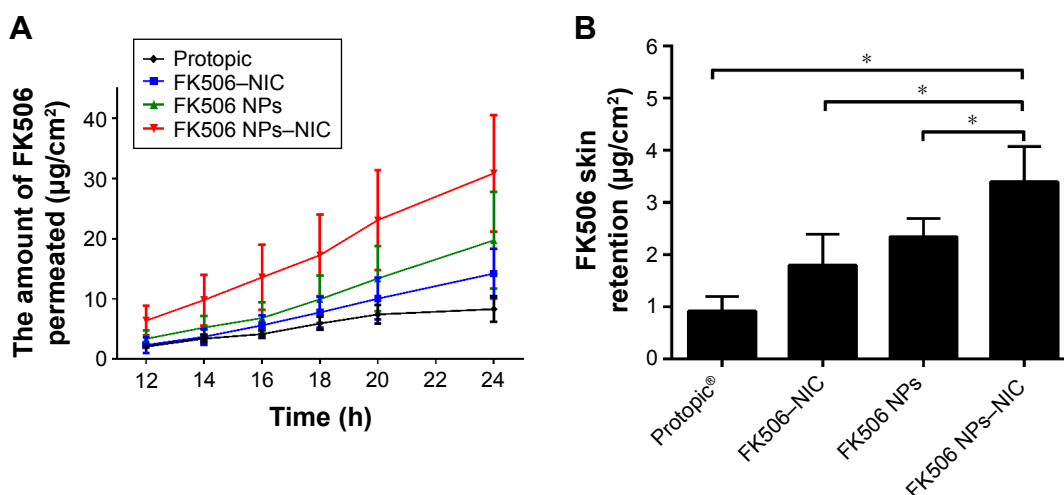 A
Protopic
FK506–NIC
FK506 NPs
FK506 NPs–NIC
The amount of FK506
permeated (µg/cm²)
40
30
20
10
0
12 14 16 18 20 22 24
Time (h)
B
FK506 skin
retention (µg/cm²)
6
5
4
3
2
1
0
*
*
*
Protopic®
FK506–NIC
FK506 NPs
FK506 NPs–NIC